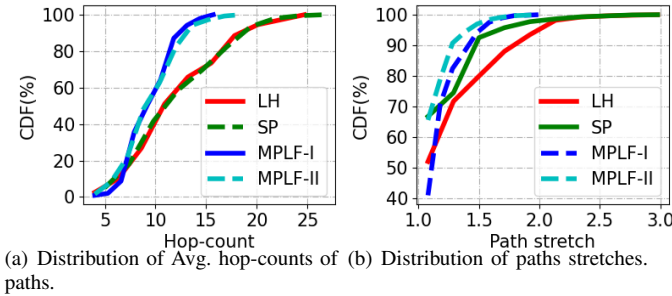 100
80
60
40
20
0
CDF(%)
LH
SP
MPLF-I
MPLF-II
5 10 15 20 25
Hop-count
(a) Distribution of Avg. hop-counts of
paths.
100
90
80
70
60
50
40
CDF(%)
LH
SP
MPLF-I
MPLF-II
1.0 1.5 2.0 2.5 3.0
Path stretch
(b) Distribution of paths stretches.